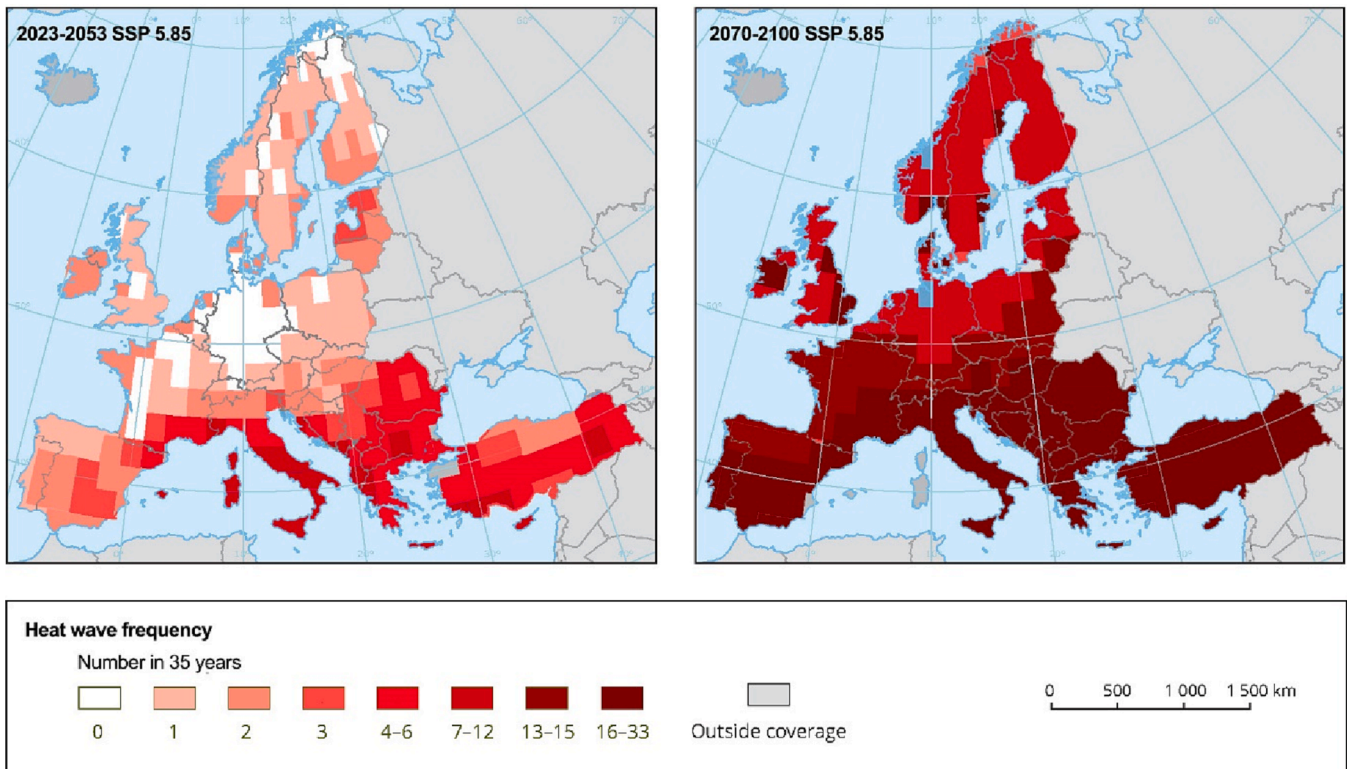 2023-2053 SSP 5.85
2070-2100 SSP 5.85
Heat wave frequency
Number in 35 years
0
1
2
3
4–6
7–12
13–15
16–33
Outside coverage
0
500
1 000
1 500 km